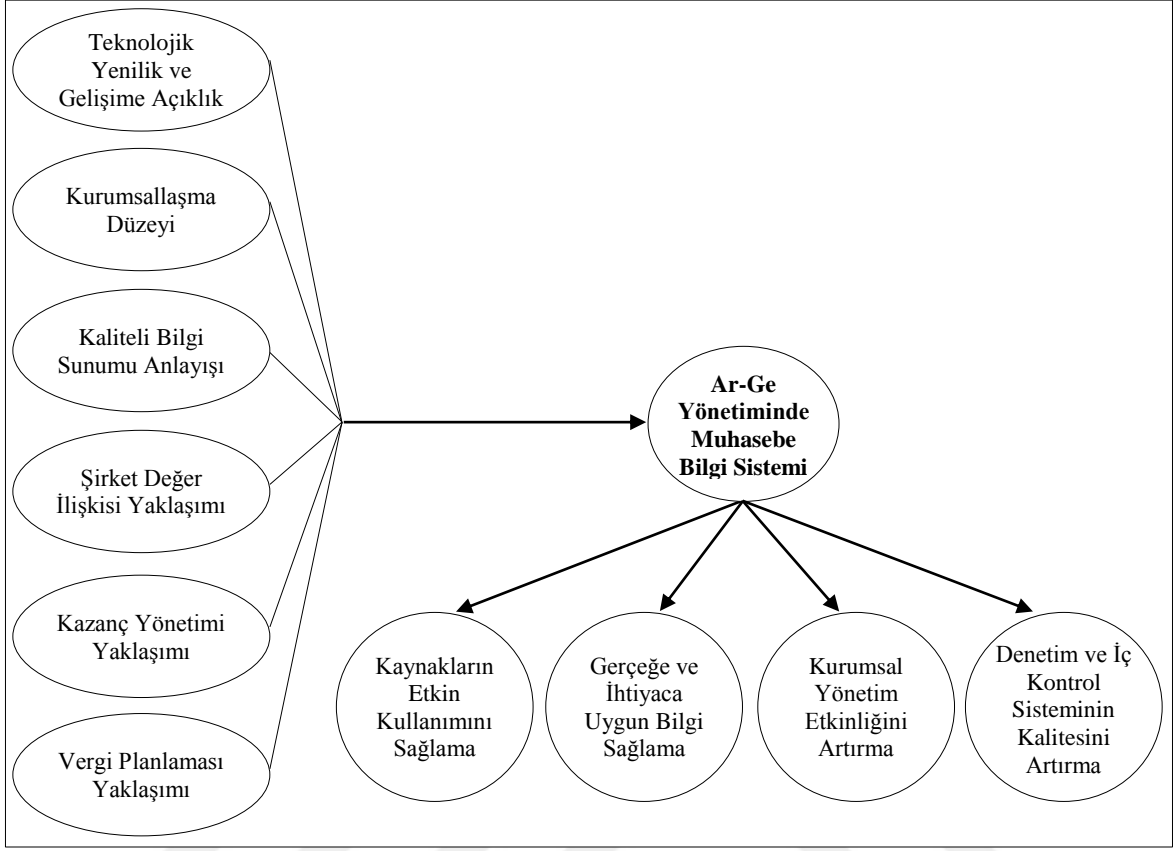 Teknolojik
Yenilik ve
Gelişime Açıklık
Kurumsallaşma
Düzeyi
Kaliteli Bilgi
Sunumu Anlayışı
Şirket Değer
İlişkisi Yaklaşımı
Kazanç Yönetimi
Yaklaşımı
Vergi Planlaması
Yaklaşımı
Ar-Ge
Yönetiminde
Muhasebe
Bilgi Sistemi
Kaynakların
Etkin
Kullanımını
Sağlama
Gerçeğe ve
İhtiyaca
Uygun Bilgi
Sağlama
Kurumsal
Yönetim
Etkinliğini
Artırma
Denetim ve İç
Kontrol
Sisteminin
Kalitesini
Artırma